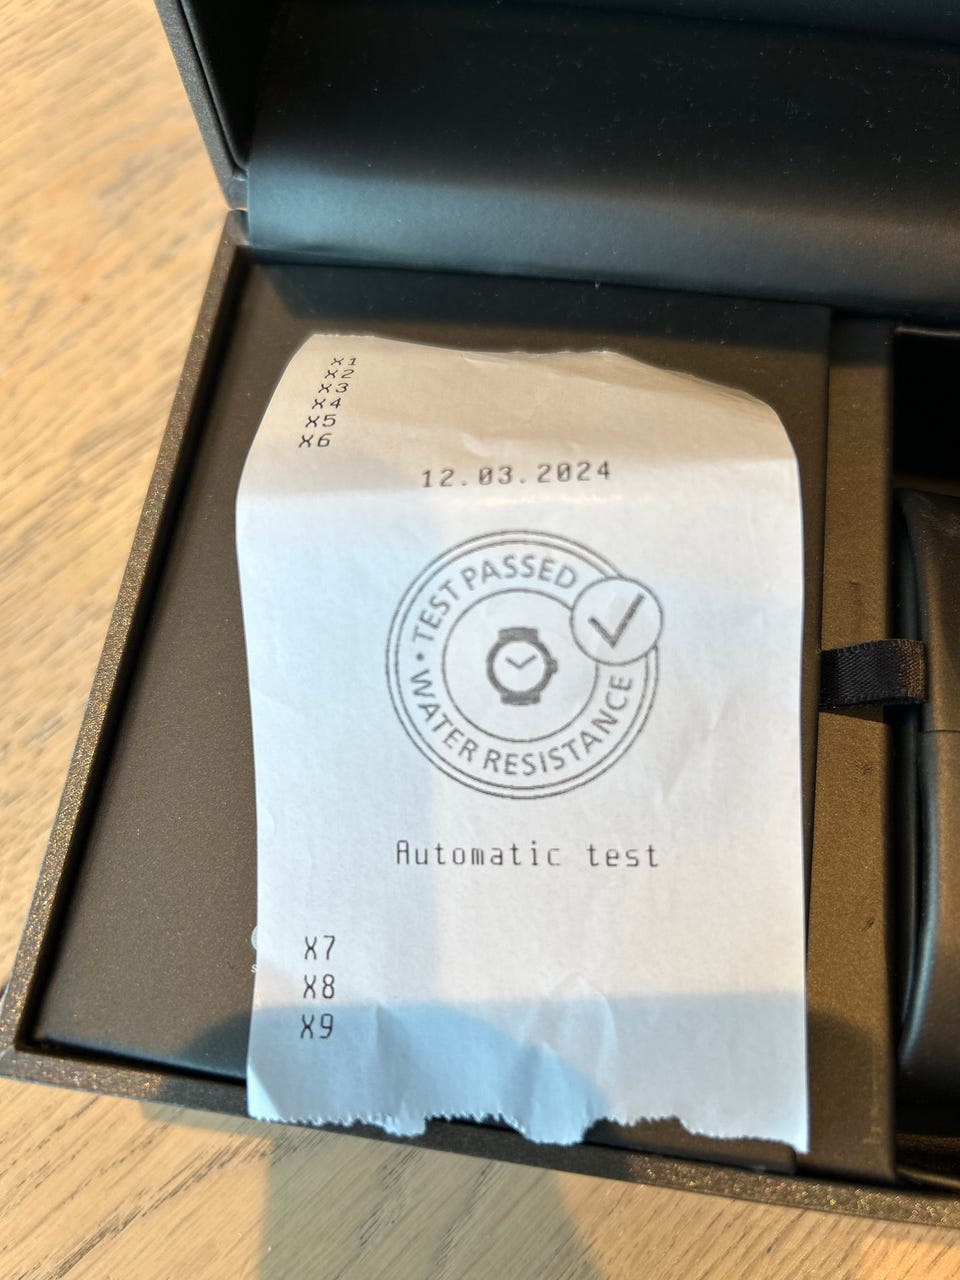 X1
X2
X3
X4
X5
X6
12.03.2024
• TEST PASSED
WATER RESISTANCE
Automatic test
X7
X8
X9